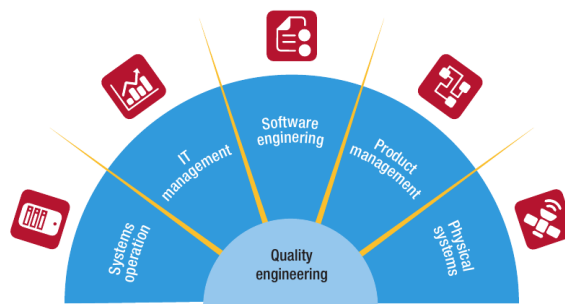 Systems
operation
IT
management
Software
enginering
Product
management
Physical
systems
Quality
engineering